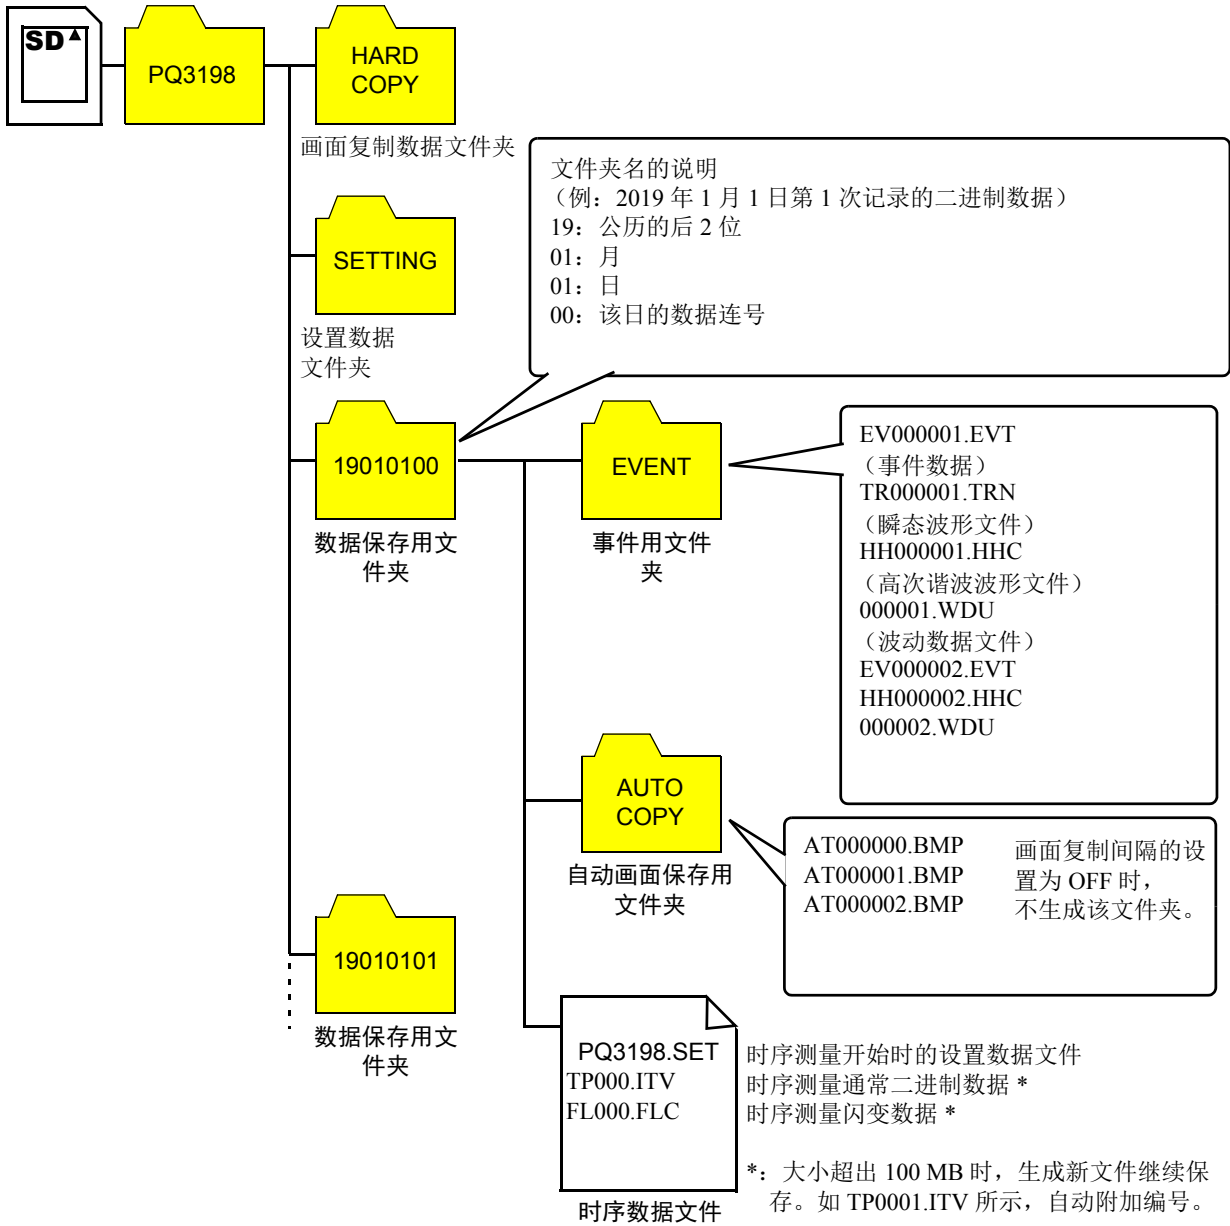 SD
PQ3198
HARD
COPY
画面复制数据文件夹
文件夹名的说明
（例：2019 年 1 月 1 日第 1 次记录的二进制数据）
19：公历的后 2 位
01：月
01：日
00：该日的数据连号
SETTING
设置数据
文件夹
19010100
数据保存用文
件夹
EVENT
事件用文件
夹
EV000001.EVT
（事件数据）
TR000001.TRN
（瞬态波形文件）
HH000001.HHC
（高次谐波波形文件）
000001.WDU
（波动数据文件）
EV000002.EVT
HH000002.HHC
000002.WDU
AUTO
COPY
自动画面保存用
文件夹
AT000000.BMP
AT000001.BMP
AT000002.BMP
画面复制间隔的设
置为 OFF 时，
不生成该文件夹。
19010101
数据保存用文
件夹
PQ3198.SET
TP000.ITV
FL000.FLC
时序数据文件
时序测量开始时的设置数据文件
时序测量通常二进制数据 *
时序测量闪变数据 *
*：大小超出 100 MB 时，生成新文件继续保
存。如 TP0001.ITV 所示，自动附加编号。